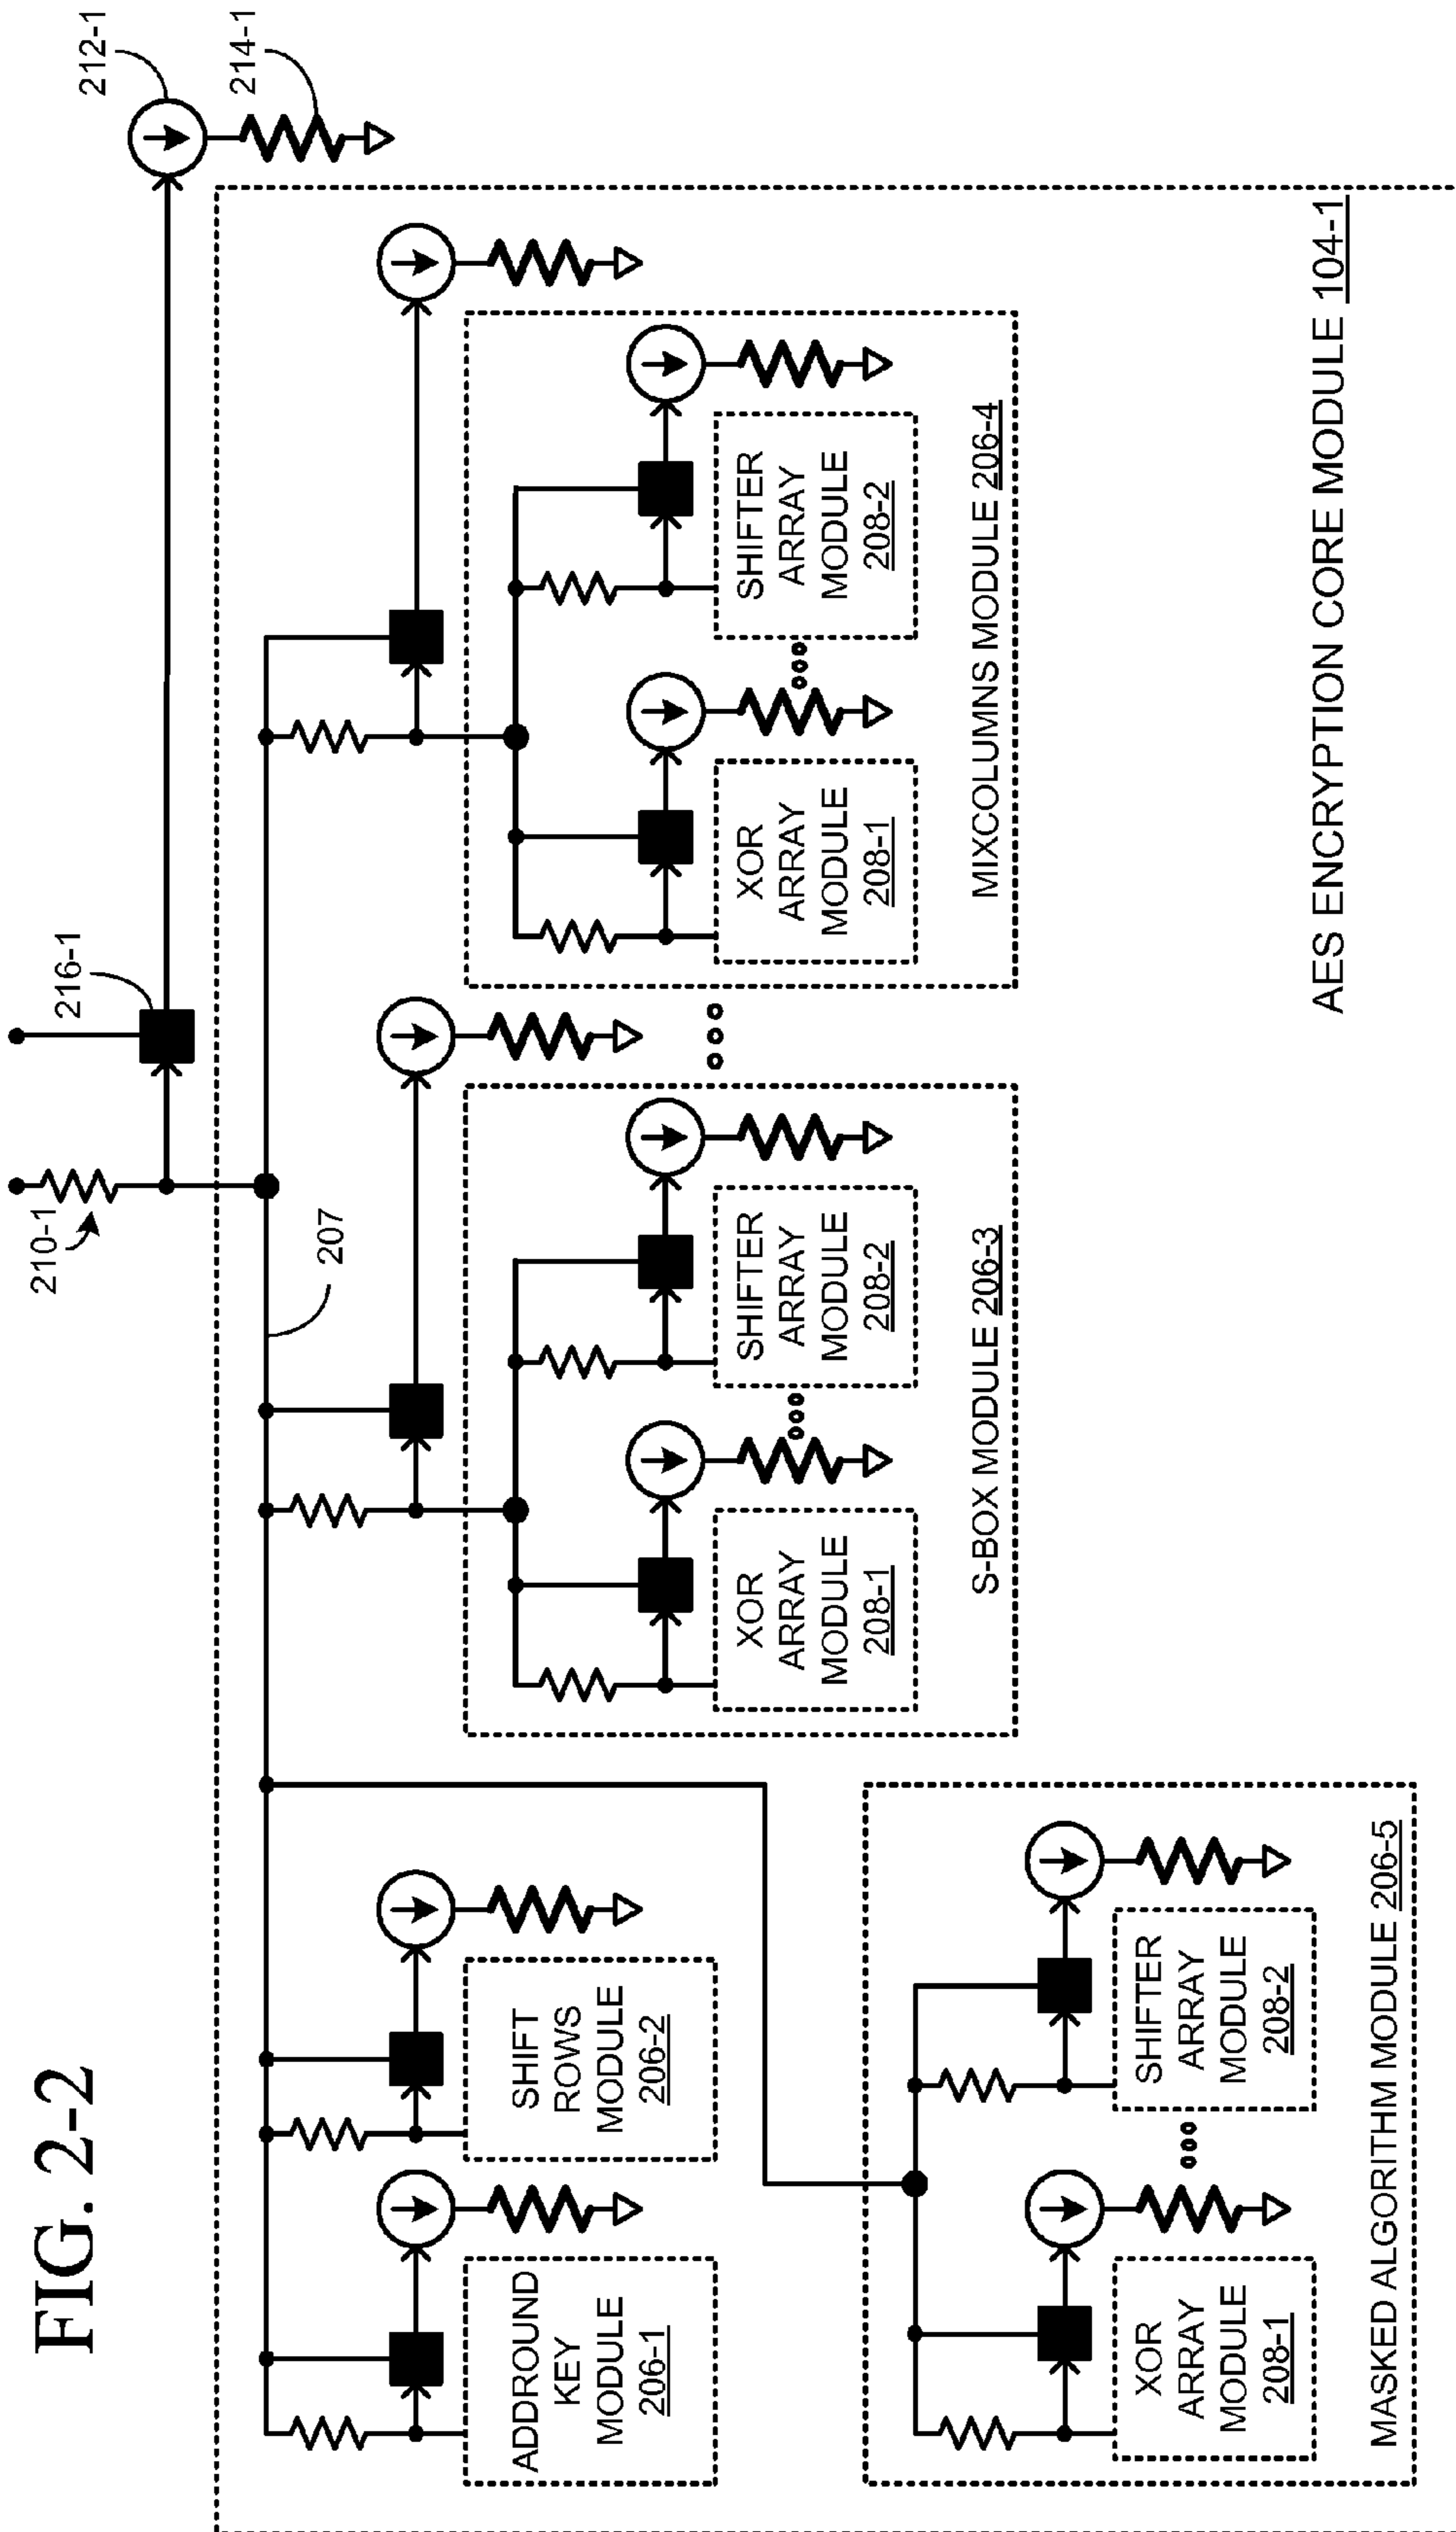 FIG. 2-2
210-1
216-1
212-1
214-1
207
ADDROUND
KEY
MODULE
206-1
SHIFT
ROWS
MODULE
206-2
XOR
ARRAY
MODULE
208-1
SHIFTER
ARRAY
MODULE
208-2
S-BOX MODULE 206-3
XOR
ARRAY
MODULE
208-1
SHIFTER
ARRAY
MODULE
208-2
MIXCOLUMNS MODULE 206-4
XOR
ARRAY
MODULE
208-1
SHIFTER
ARRAY
MODULE
208-2
MASKED ALGORITHM MODULE 206-5
AES ENCRYPTION CORE MODULE 104-1